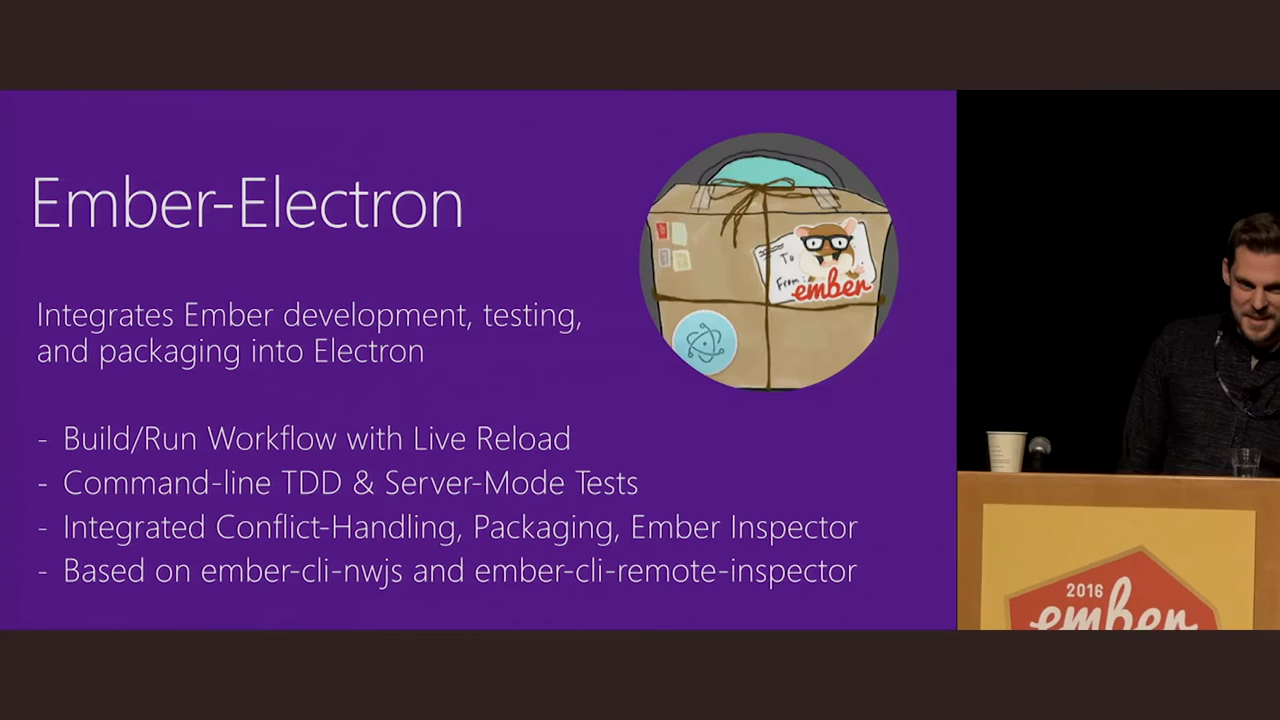 Ember-Electron
To
From:
ember
Integrates Ember development, testing,
and packaging into Electron
- Build/Run Workflow with Live Reload
- Command-line TDD & Server-Mode Tests
- Integrated Conflict-Handling, Packaging, Ember Inspector
- Based on ember-cli-nwjs and ember-cli-remote-inspector
2016
ember